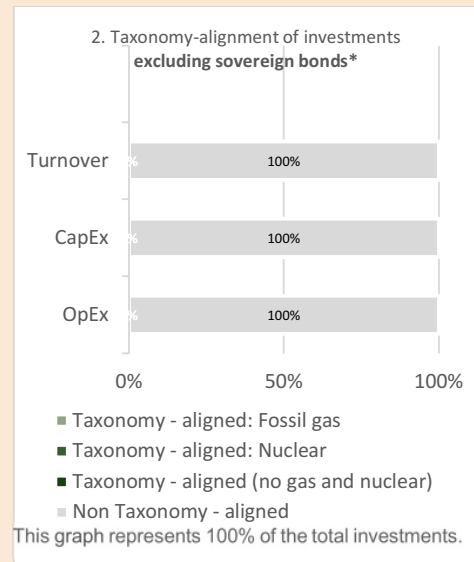 2. Taxonomy-alignment of investments
excluding sovereign bonds*
Turnover
100%
CapEx
100%
OpEx
100%
0%
50%
100%
Taxonomy - aligned: Fossil gas
Taxonomy - aligned: Nuclear
Taxonomy - aligned (no gas and nuclear)
Non Taxonomy - aligned
This graph represents 100% of the total investments.